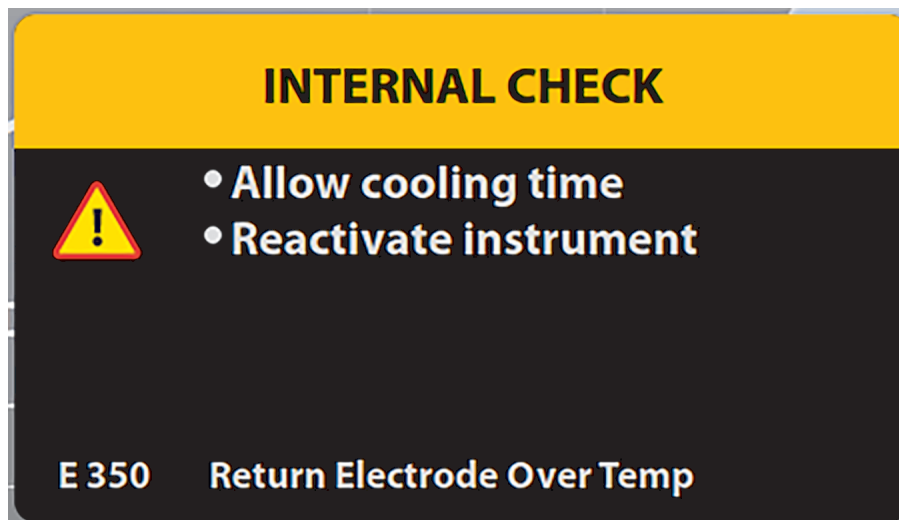 INTERNAL CHECK
• Allow cooling time
• Reactivate instrument
E 350 Return Electrode Over Temp